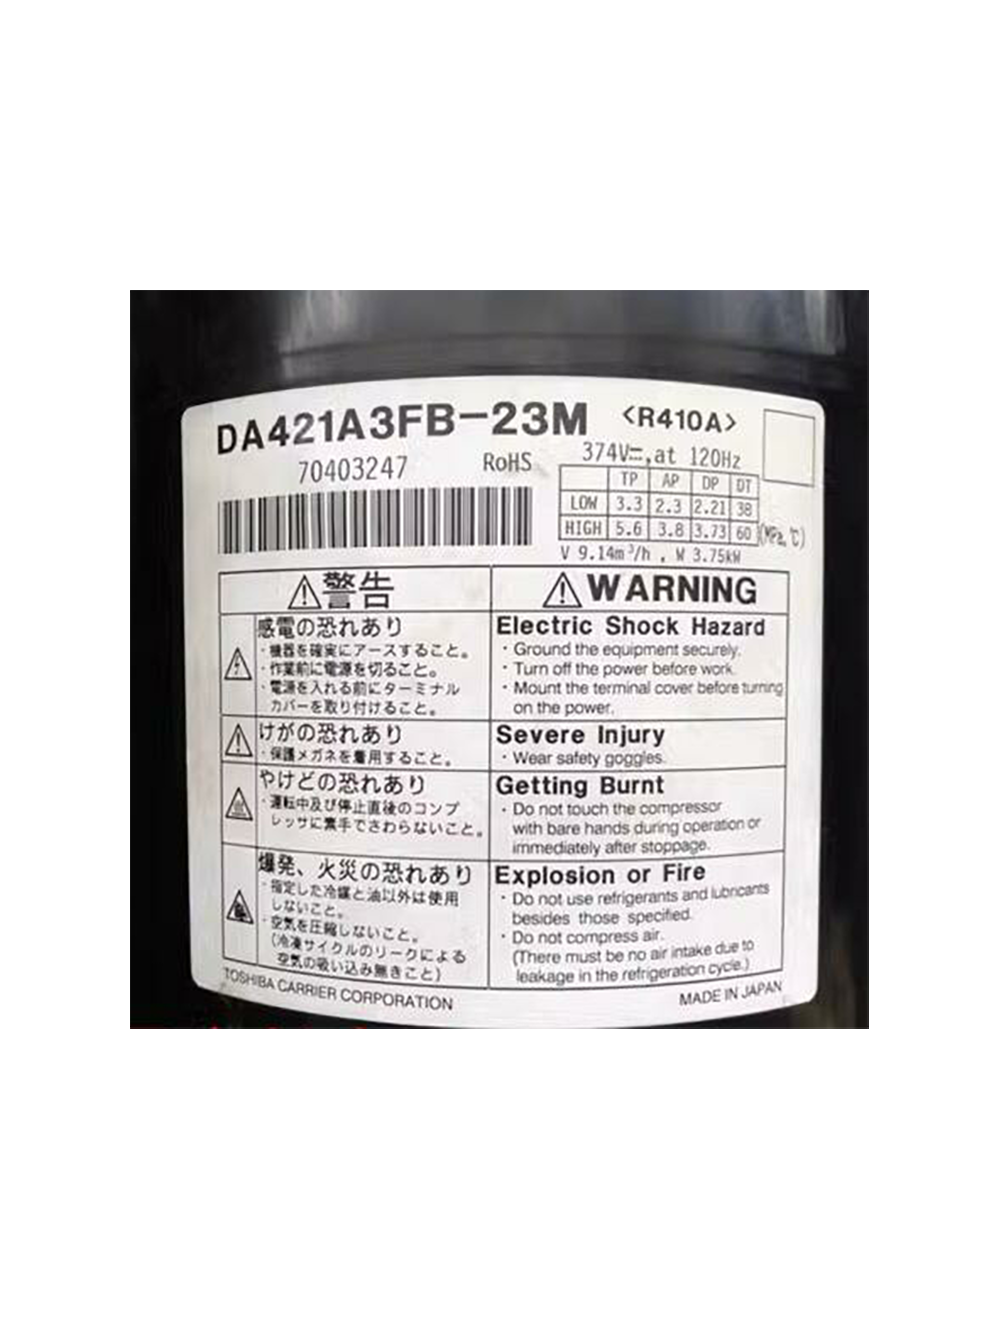 DA421A3FB-23M <R410A>
70403247 RoHS 374V⎓, at 120Hz
TP AP DP DT
LOW 3.3 2.3 2.21 38
HIGH 5.6 3.8 3.73 60 (MPa, ℃)
V 9.14m³/h , W 3.75kW
⚠警告
感電の恐れあり
・機器を確実にアースすること。
・作業前に電源を切ること。
・電源を入れる前にターミナル
カバーを取り付けること。
けがの恐れあり
・保護メガネを着用すること。
やけどの恐れあり
・運転中及び停止直後のコンプ
レッサに素手でさわらないこと。
爆発、火災の恐れあり
・指定した冷媒と油以外は使用
しないこと。
・空気を圧縮しないこと。
(冷凍サイクルのリークによる
空気の吸い込み無きこと)
⚠WARNING
Electric Shock Hazard
・Ground the equipment securely.
・Turn off the power before work.
・Mount the terminal cover before turning
on the power.
Severe Injury
・Wear safety goggles.
Getting Burnt
・Do not touch the compressor
with bare hands during operation or
immediately after stoppage.
Explosion or Fire
・Do not use refrigerants and lubricants
besides those specified.
・Do not compress air.
(There must be no air intake due to
leakage in the refrigeration cycle.)
TOSHIBA CARRIER CORPORATION
MADE IN JAPAN